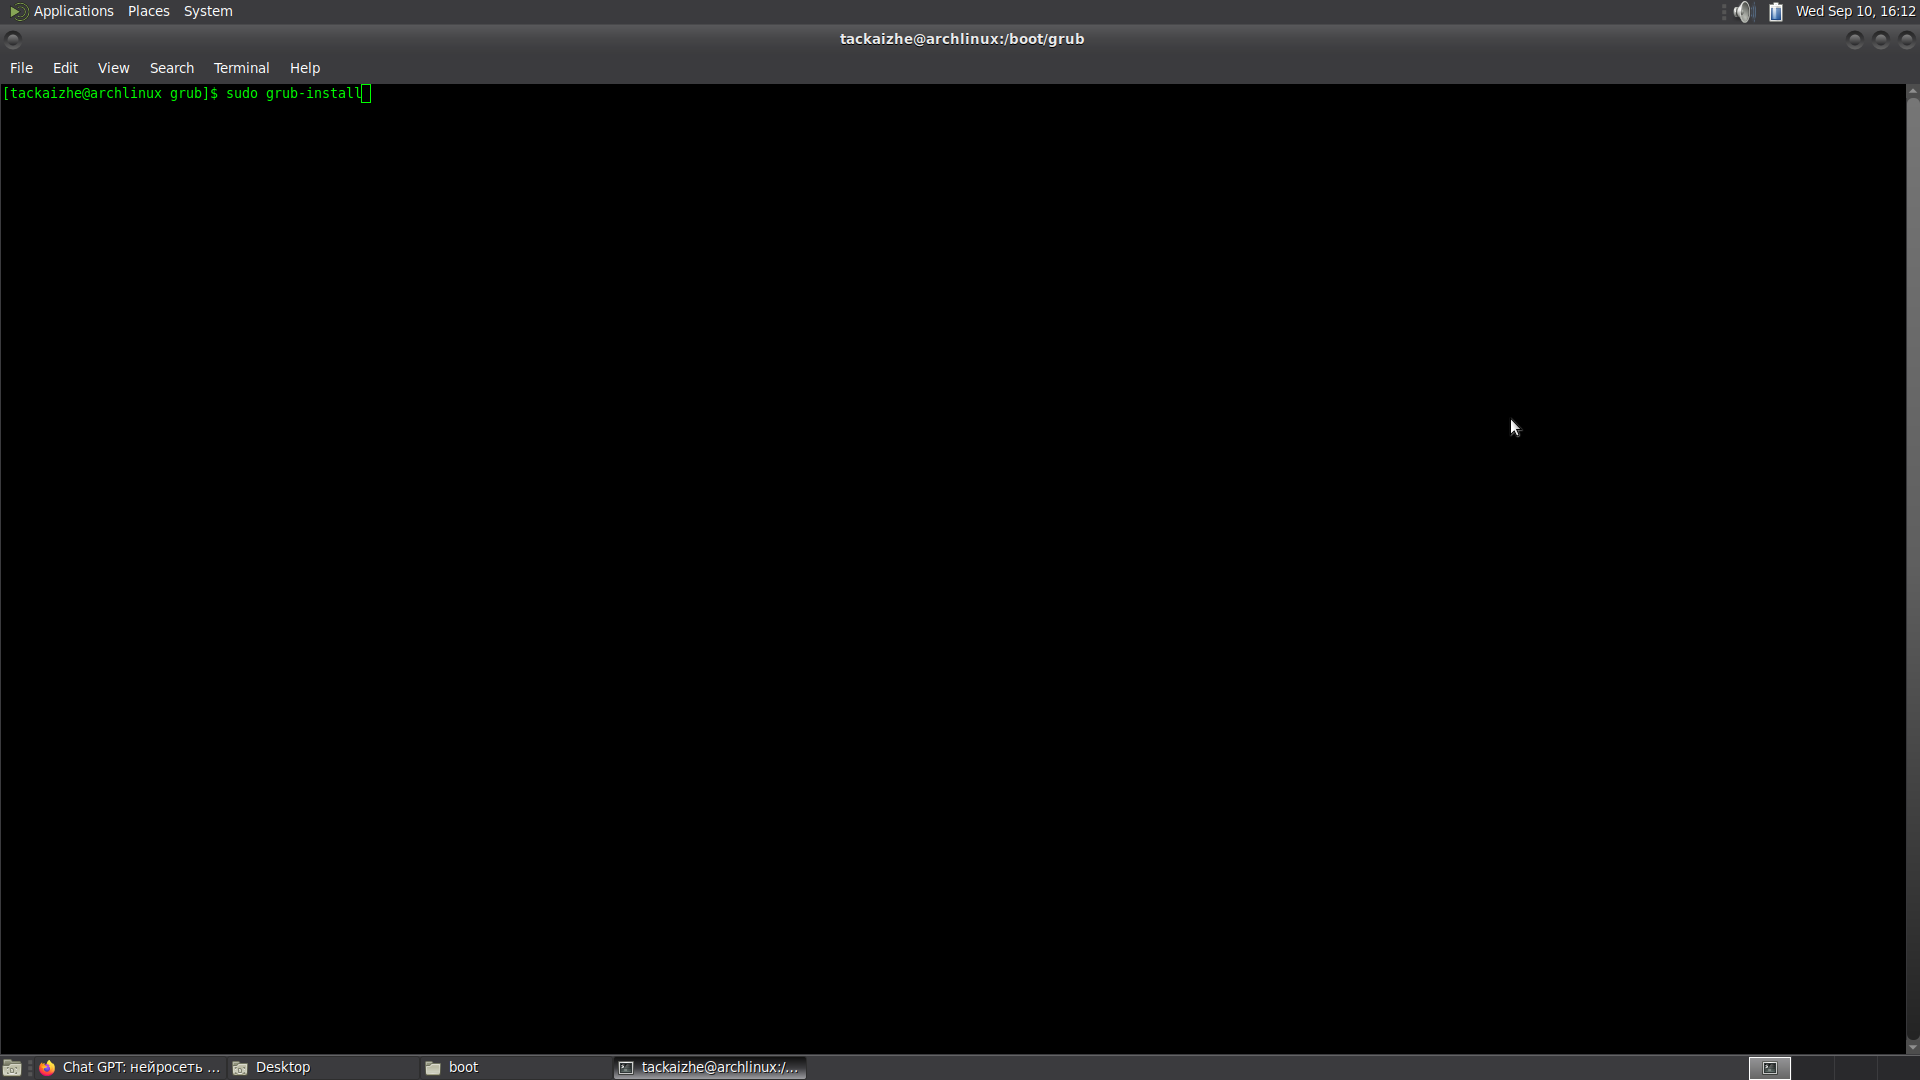 Applications Places System Wed Sep 10, 16:12
tackaizhe@archlinux:/boot/grub
File Edit View Search Terminal Help
[tackaizhe@archlinux grub]$ sudo grub-install
Chat GPT: нейросеть ... Desktop boot tackaizhe@archlinux:/...